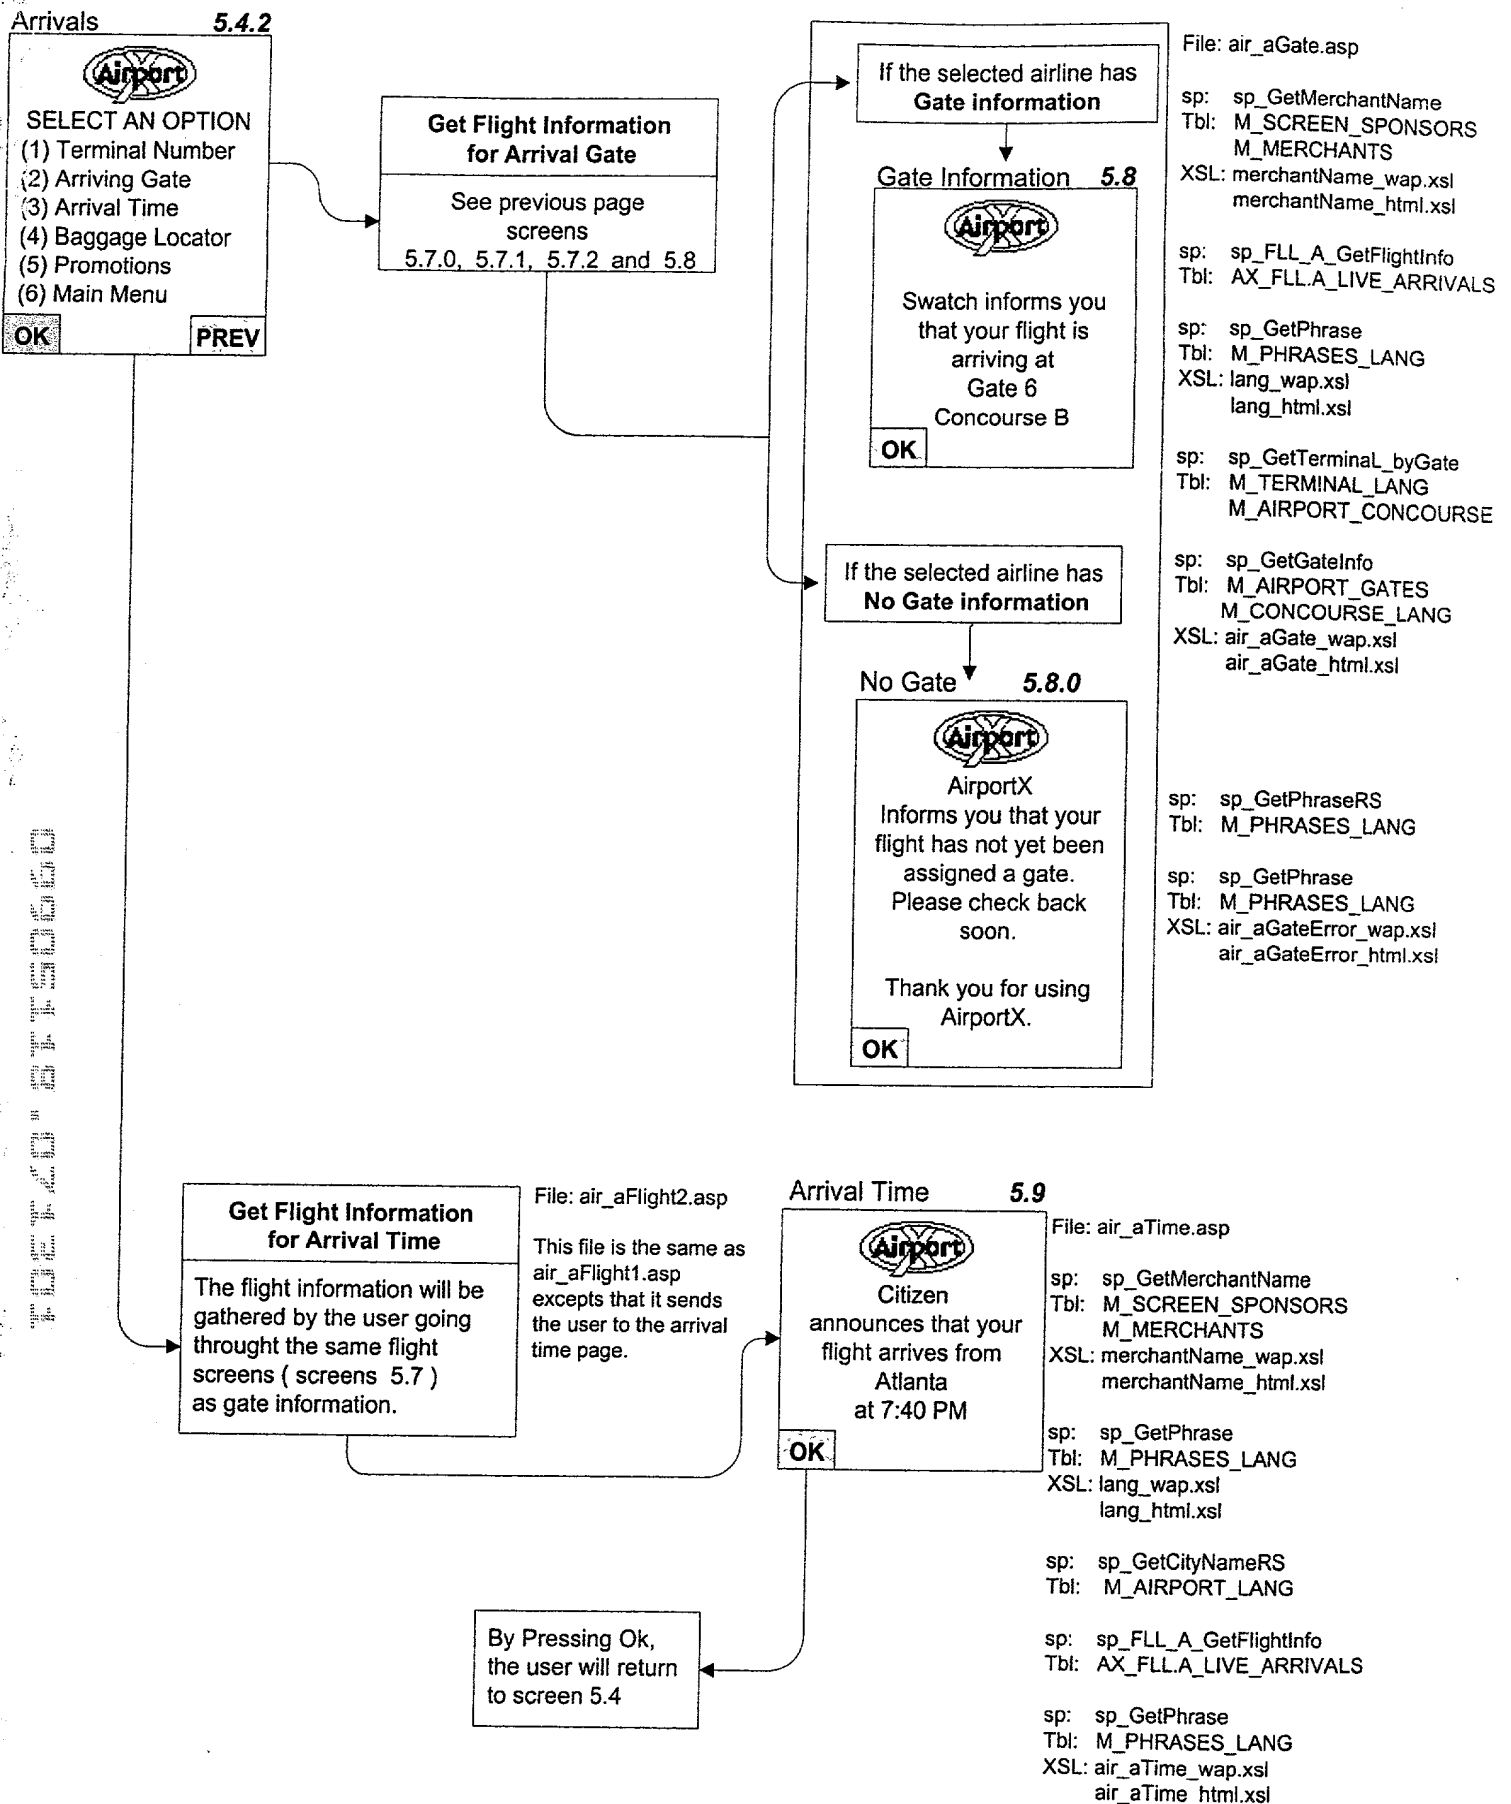 Arrivals 5.4.2
Airport
SELECT AN OPTION
(1) Terminal Number
(2) Arriving Gate
(3) Arrival Time
(4) Baggage Locator
(5) Promotions
(6) Main Menu
OK PREV
Get Flight Information
for Arrival Gate
See previous page
screens
5.7.0, 5.7.1, 5.7.2 and 5.8
If the selected airline has
Gate information
Gate Information 5.8
Airport
Swatch informs you
that your flight is
arriving at
Gate 6
Concourse B
OK
If the selected airline has
No Gate information
No Gate 5.8.0
Airport
AirportX
Informs you that your
flight has not yet been
assigned a gate.
Please check back
soon.
Thank you for using
AirportX.
OK
File: air_aGate.asp
sp: sp_GetMerchantName
Tbl: M_SCREEN_SPONSORS
M_MERCHANTS
XSL: merchantName_wap.xsl
merchantName_html.xsl
sp: sp_FLL_A_GetFlightInfo
Tbl: AX_FLL.A_LIVE_ARRIVALS
sp: sp_GetPhrase
Tbl: M_PHRASES_LANG
XSL: lang_wap.xsl
lang_html.xsl
sp: sp_GetTerminaL_byGate
Tbl: M_TERMINAL_LANG
M_AIRPORT_CONCOURSE
sp: sp_GetGateInfo
Tbl: M_AIRPORT_GATES
M_CONCOURSE_LANG
XSL: air_aGate_wap.xsl
air_aGate_html.xsl
sp: sp_GetPhraseRS
Tbl: M_PHRASES_LANG
sp: sp_GetPhrase
Tbl: M_PHRASES_LANG
XSL: air_aGateError_wap.xsl
air_aGateError_html.xsl
Get Flight Information
for Arrival Time
The flight information will be
gathered by the user going
throught the same flight
screens ( screens 5.7 )
as gate information.
File: air_aFlight2.asp
This file is the same as
air_aFlight1.asp
excepts that it sends
the user to the arrival
time page.
Arrival Time 5.9
Airport
Citizen
announces that your
flight arrives from
Atlanta
at 7:40 PM
OK
By Pressing Ok,
the user will return
to screen 5.4
File: air_aTime.asp
sp: sp_GetMerchantName
Tbl: M_SCREEN_SPONSORS
M_MERCHANTS
XSL: merchantName_wap.xsl
merchantName_html.xsl
sp: sp_GetPhrase
Tbl: M_PHRASES_LANG
XSL: lang_wap.xsl
lang_html.xsl
sp: sp_GetCityNameRS
Tbl: M_AIRPORT_LANG
sp: sp_FLL_A_GetFlightInfo
Tbl: AX_FLL.A_LIVE_ARRIVALS
sp: sp_GetPhrase
Tbl: M_PHRASES_LANG
XSL: air_aTime_wap.xsl
air_aTime_html.xsl